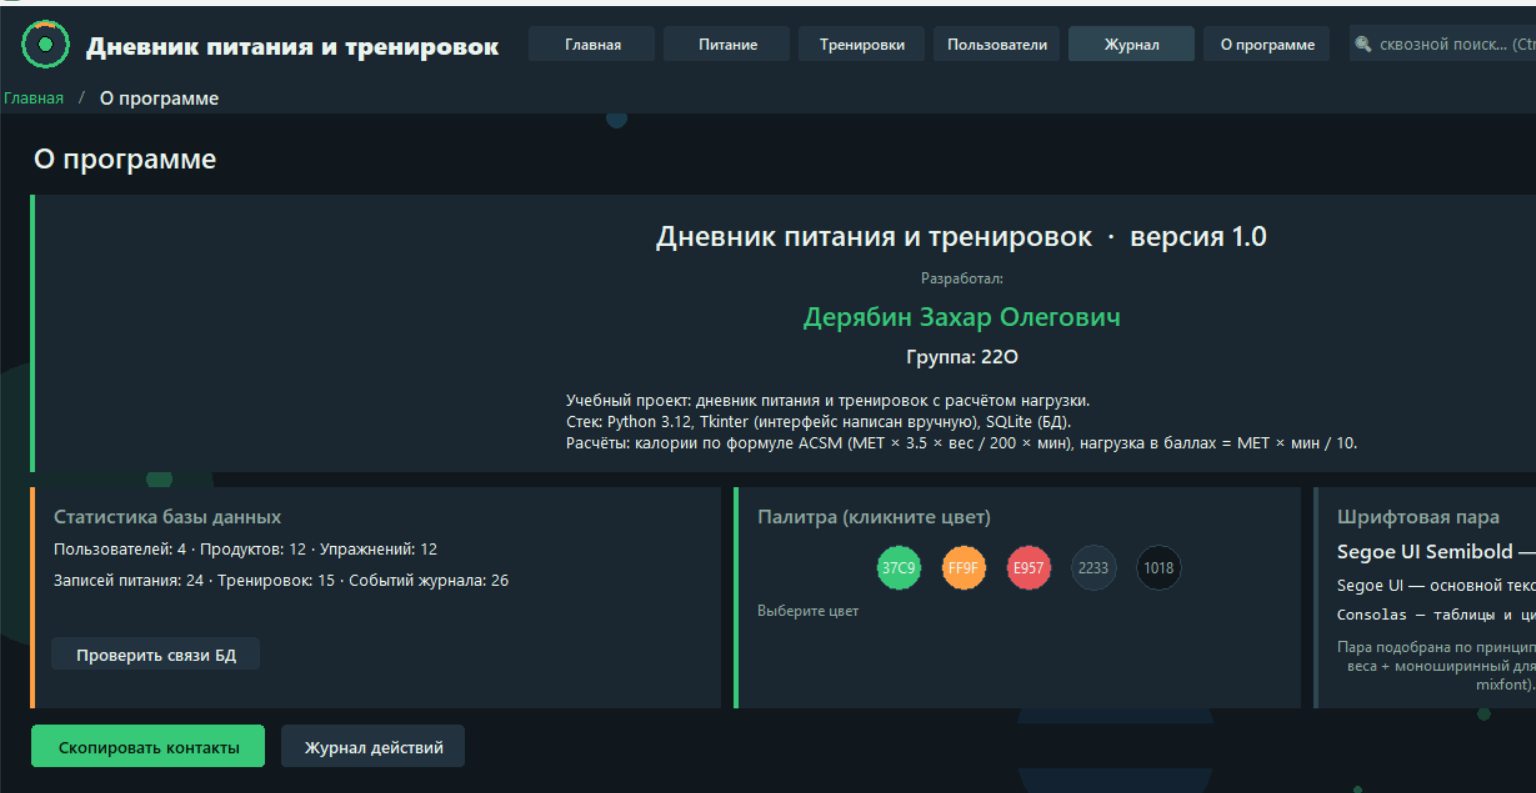 Дневник питания и тренировок
Главная Питание Тренировки Пользователи Журнал О программе
сквозной поиск... (Ctr
Главная / О программе
О программе
Дневник питания и тренировок · версия 1.0
Разработал:
Дерябин Захар Олегович
Группа: 22О
Учебный проект: дневник питания и тренировок с расчётом нагрузки.
Стек: Python 3.12, Tkinter (интерфейс написан вручную), SQLite (БД).
Расчёты: калории по формуле ACSM (MET × 3.5 × вес / 200 × мин), нагрузка в баллах = MET × мин / 10.
Статистика базы данных
Пользователей: 4 · Продуктов: 12 · Упражнений: 12
Записей питания: 24 · Тренировок: 15 · Событий журнала: 26
Проверить связи БД
Палитра (кликните цвет)
37C9 FF9F E957 2233 1018
Выберите цвет
Шрифтовая пара
Segoe UI Semibold —
Segoe UI — основной текс
Consolas — таблицы и ци
Пара подобрана по принцип
веса + моноширинный для
mixfont).
Скопировать контакты
Журнал действий